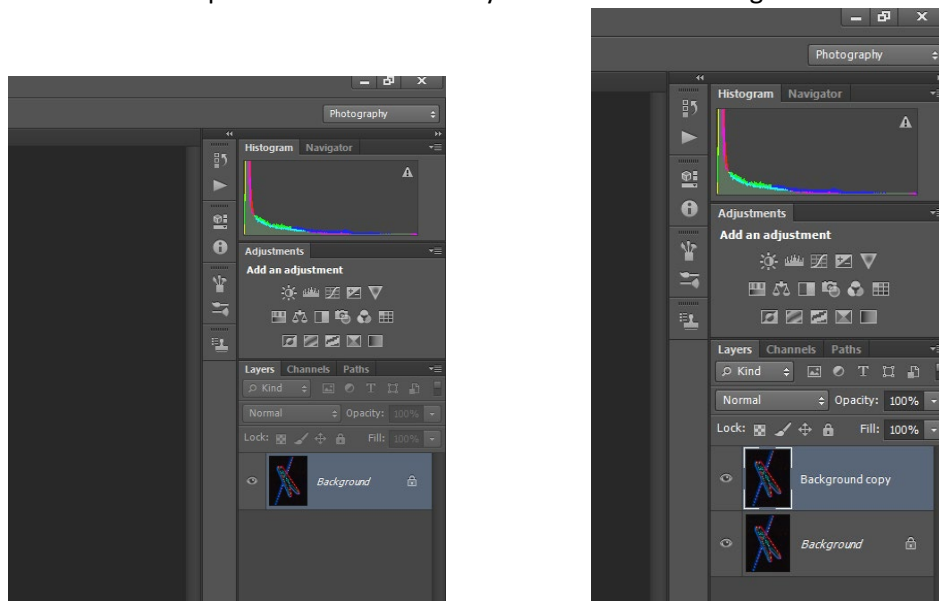 Photography
Histogram Navigator
Adjustments
Add an adjustment
Layers Channels Paths
Kind
Normal Opacity: 100%
Lock: Fill: 100%
Background
Photography
Histogram Navigator
Adjustments
Add an adjustment
Layers Channels Paths
Kind
Normal Opacity: 100%
Lock: Fill: 100%
Background copy
Background